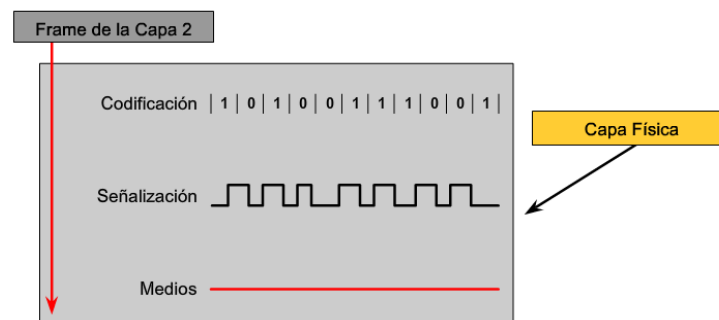 Frame de la Capa 2
Codificación | 1 | 0 | 1 | 0 | 0 | 1 | 1 | 1 | 0 | 0 | 1 |
Capa Física
Señalización
Medios